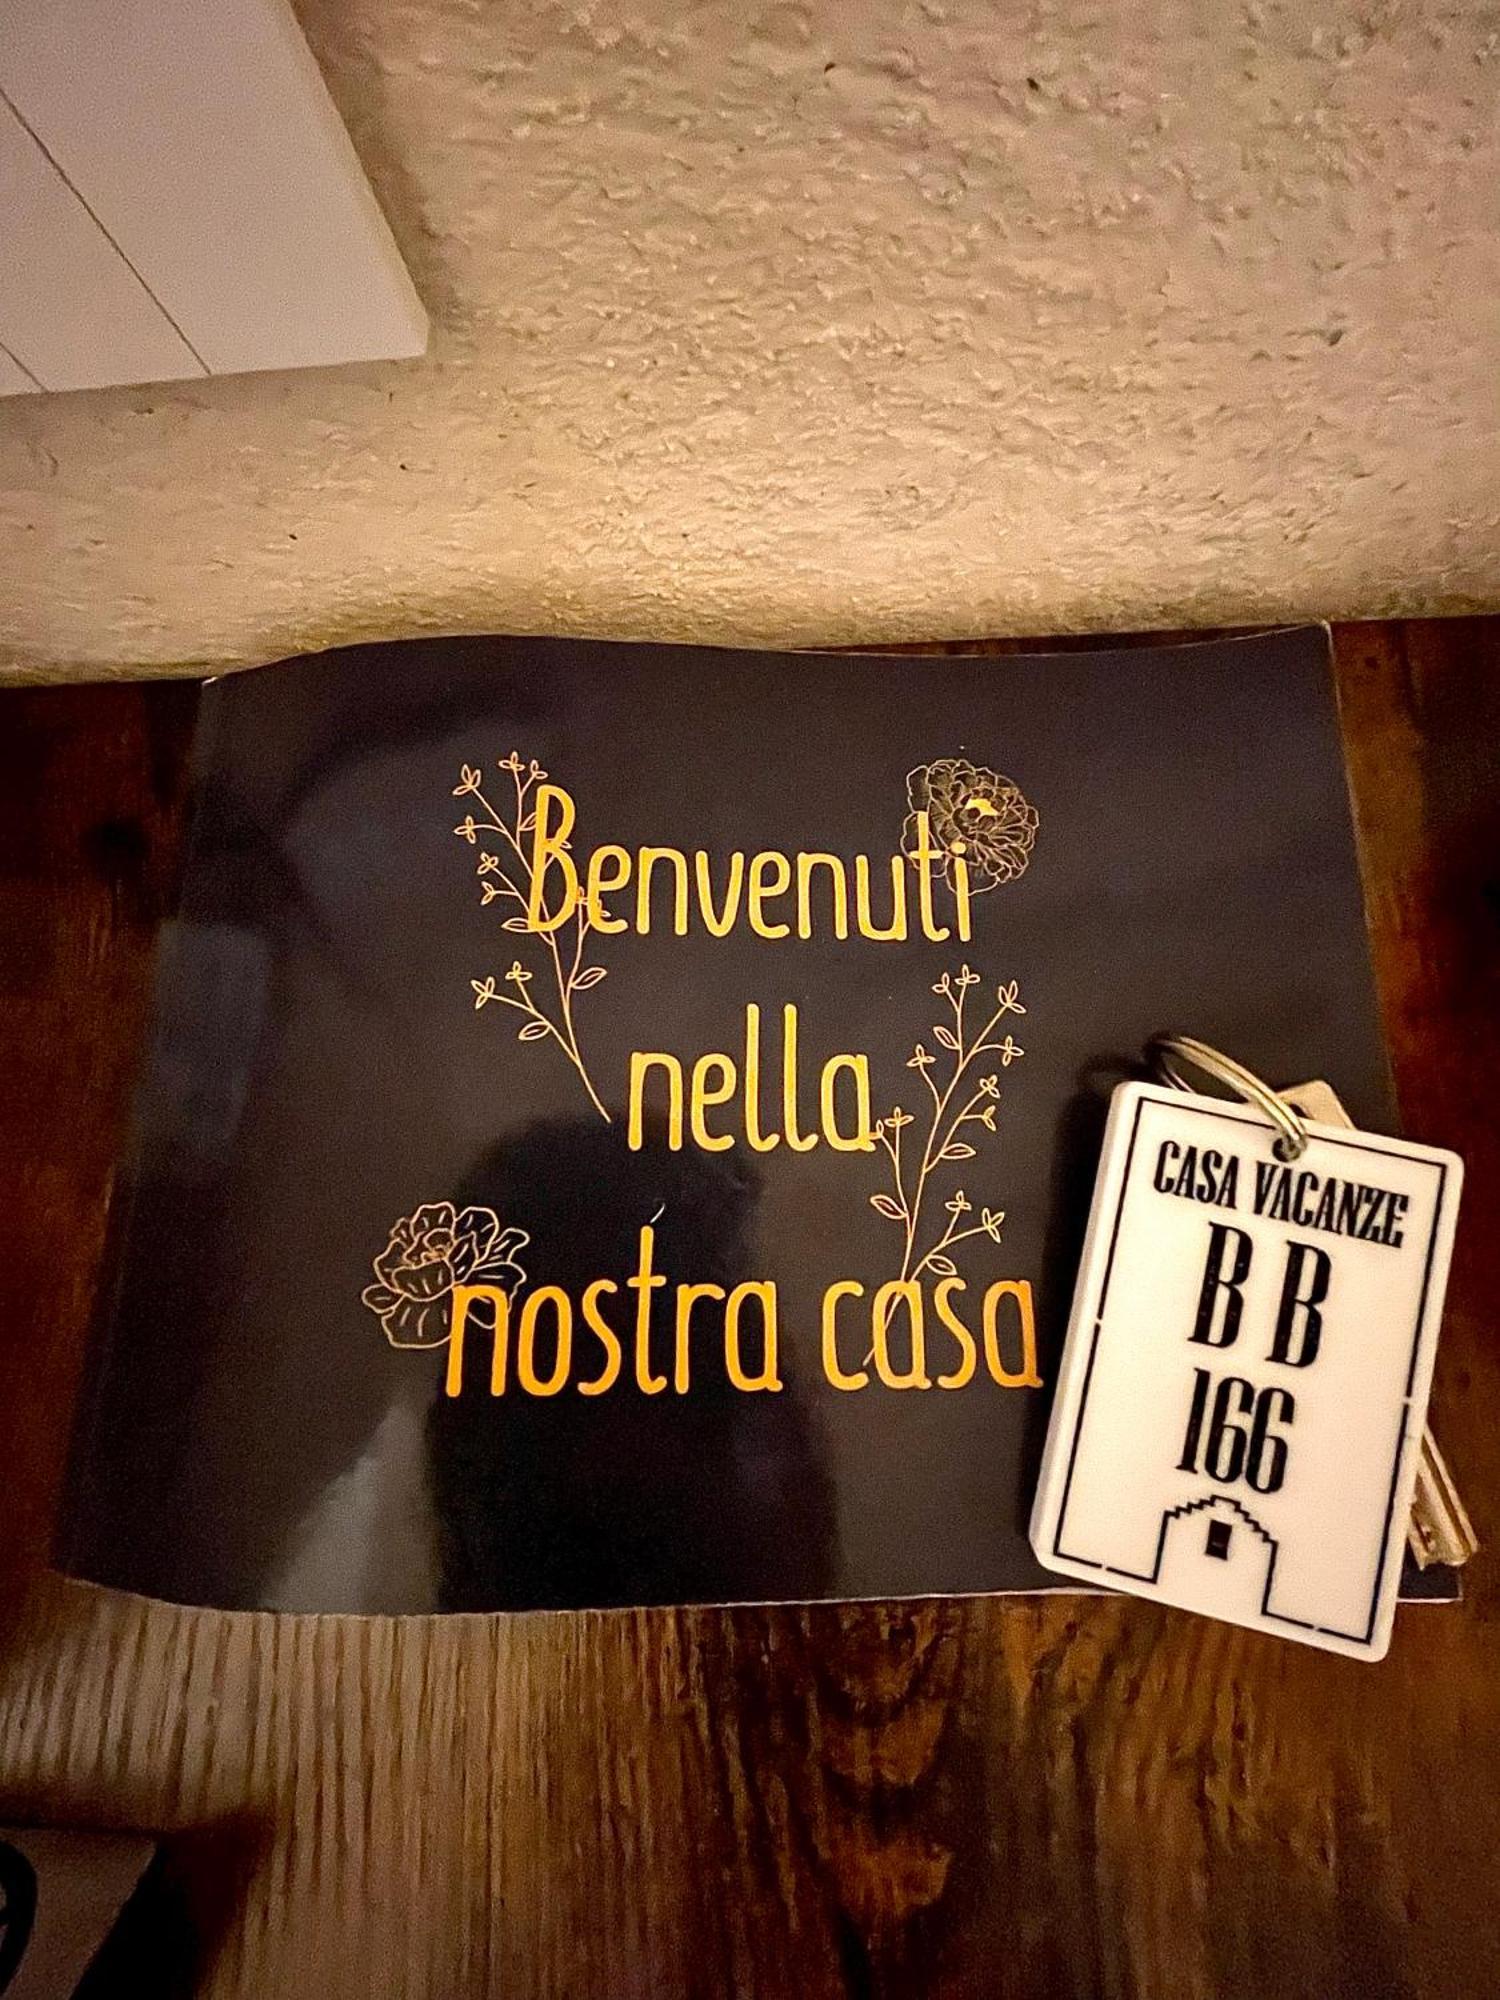 Benvenuti
nella
nostra casa
CASA VACANZE
B B
166